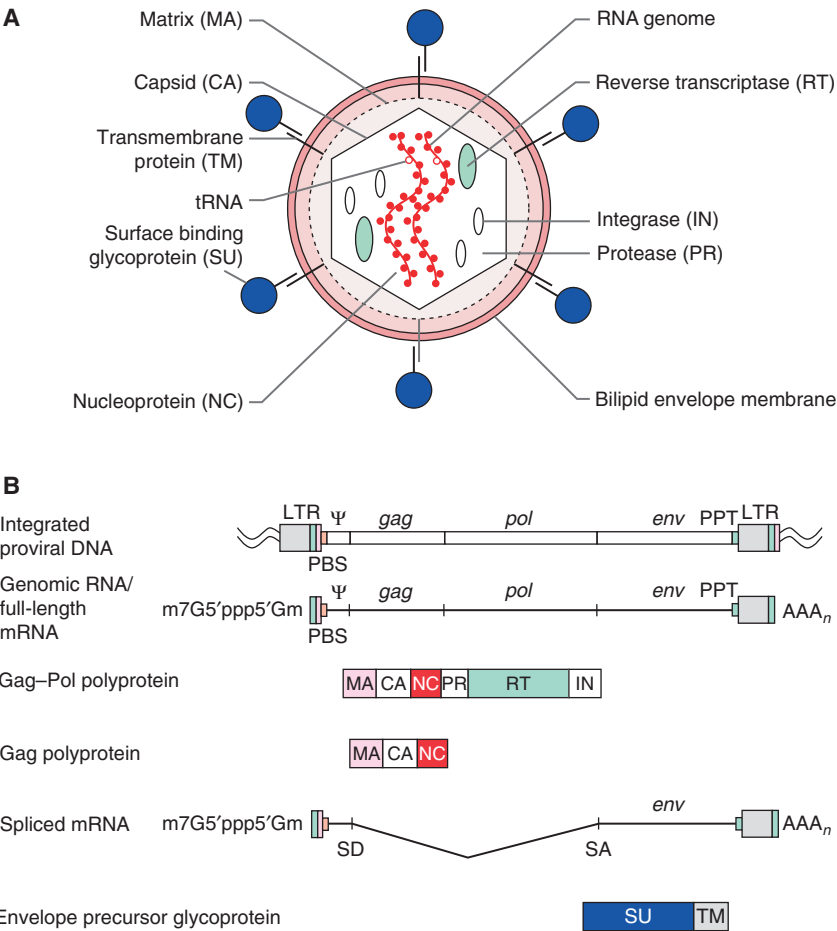 A
Matrix (MA)
Capsid (CA)
Transmembrane
protein (TM)
tRNA
Surface binding
glycoprotein (SU)
Nucleoprotein (NC)
RNA genome
Reverse transcriptase (RT)
Integrase (IN)
Protease (PR)
Bilipid envelope membrane
B
Integrated
proviral DNA
LTR Ψ gag pol env PPT LTR
PBS
Genomic RNA/
full-length
mRNA
m7G5′ppp5′Gm Ψ gag pol env PPT AAAn
PBS
Gag–Pol polyprotein MA CA NC PR RT IN
Gag polyprotein MA CA NC
Spliced mRNA m7G5′ppp5′Gm env AAAn
SD SA
Envelope precursor glycoprotein SU TM